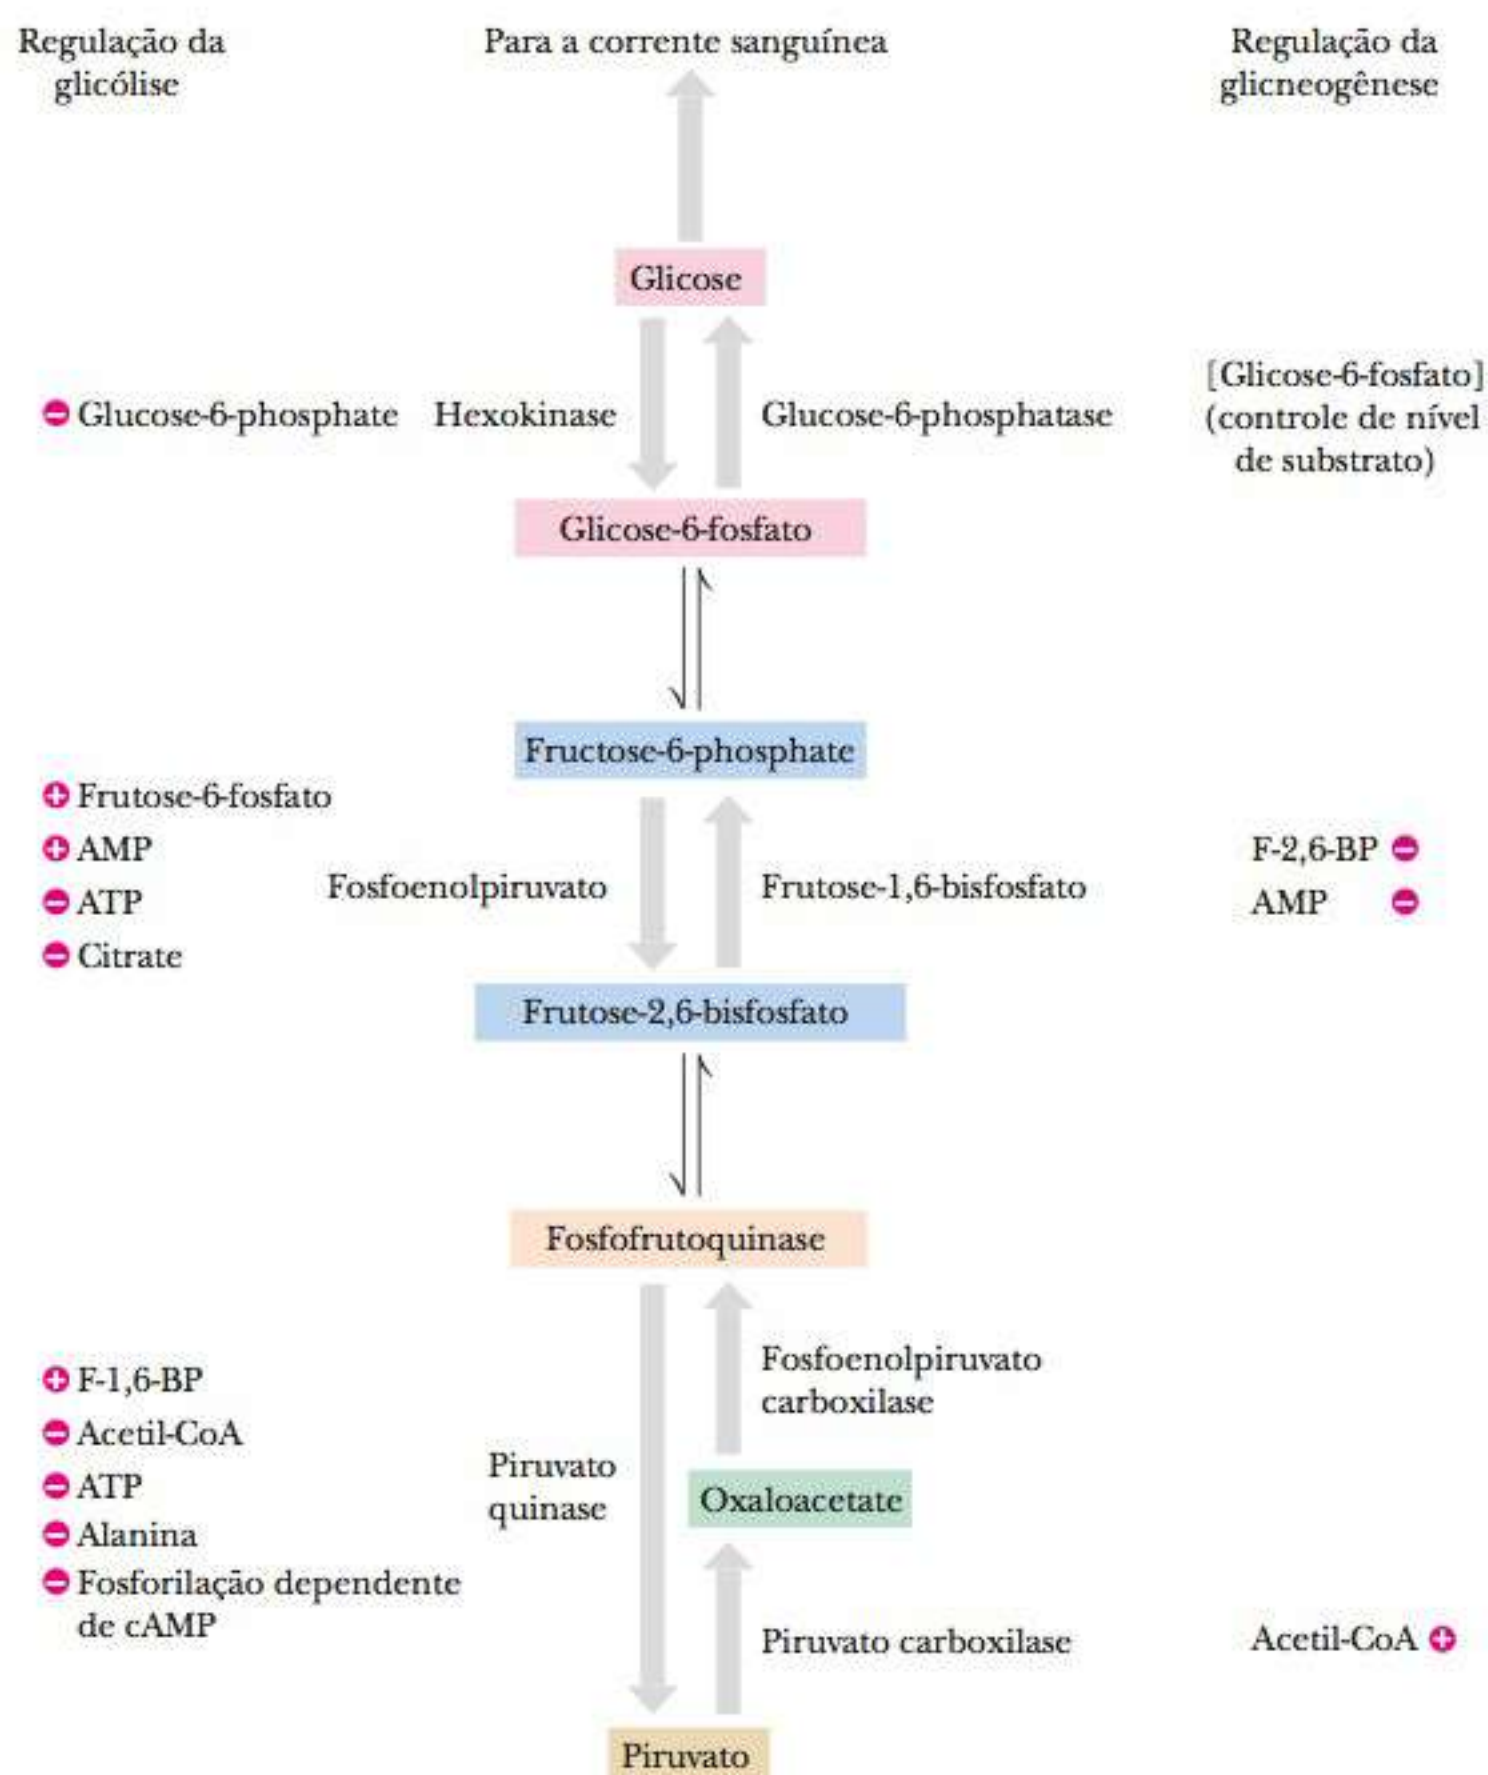 Regulação da
glicólise
Para a corrente sanguínea
Regulação da
glicneogênese
Glicose
⊖ Glucose-6-phosphate
Hexokinase
Glucose-6-phosphatase
[Glicose-6-fosfato]
(controle de nível
de substrato)
Glicose-6-fosfato
Fructose-6-phosphate
⊕ Frutose-6-fosfato
⊕ AMP
⊖ ATP
⊖ Citrate
Fosfoenolpiruvato
Frutose-1,6-bisfosfato
F-2,6-BP ⊖
AMP ⊖
Frutose-2,6-bisfosfato
Fosfofrutoquinase
⊕ F-1,6-BP
⊖ Acetil-CoA
⊖ ATP
⊖ Alanina
⊖ Fosforilação dependente
de cAMP
Piruvato
quinase
Fosfoenolpiruvato
carboxilase
Oxaloacetate
Piruvato carboxilase
Acetil-CoA ⊕
Piruvato